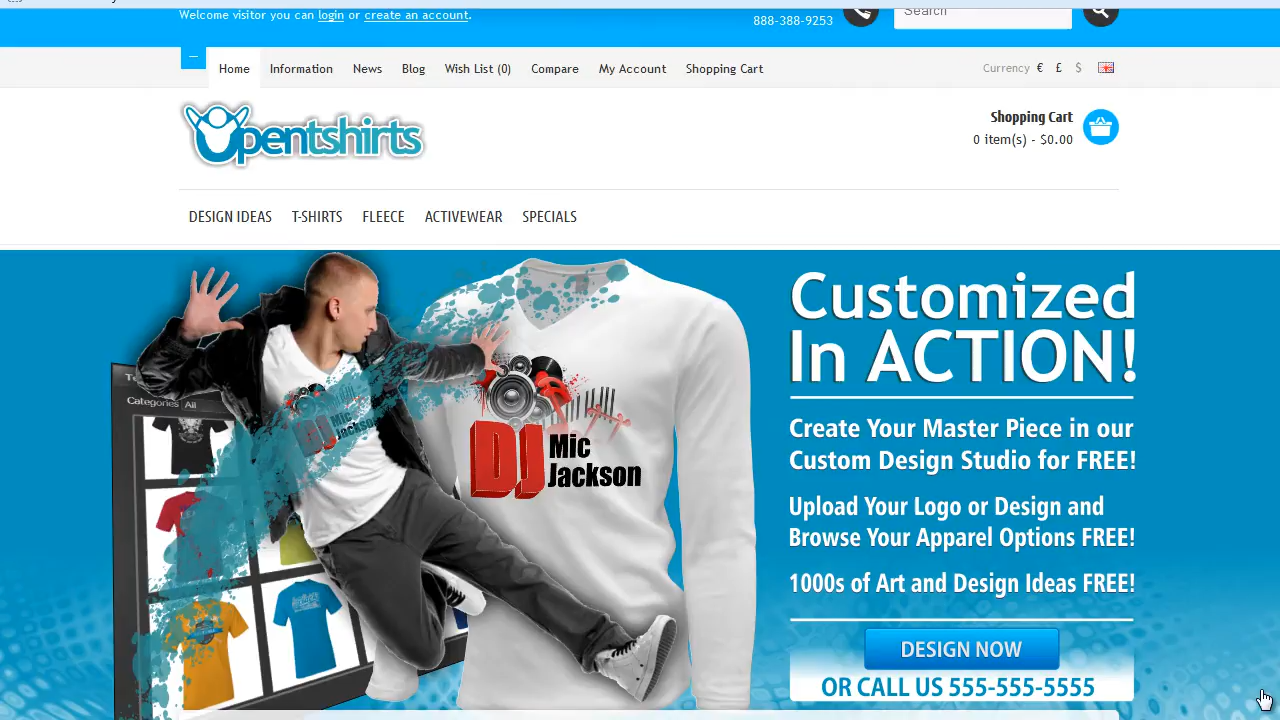 Welcome visitor you can login or create an account.
888-388-9253
Search
Home
Information
News
Blog
Wish List (0)
Compare
My Account
Shopping Cart
Currency € £ $
Opentshirts
Shopping Cart
0 item(s) - $0.00
DESIGN IDEAS
T-SHIRTS
FLEECE
ACTIVEWEAR
SPECIALS
Customized
In ACTION!
Categories All
DJ Mic
Jackson
Create Your Master Piece in our
Custom Design Studio for FREE!
Upload Your Logo or Design and
Browse Your Apparel Options FREE!
1000s of Art and Design Ideas FREE!
DESIGN NOW
OR CALL US 555-555-5555